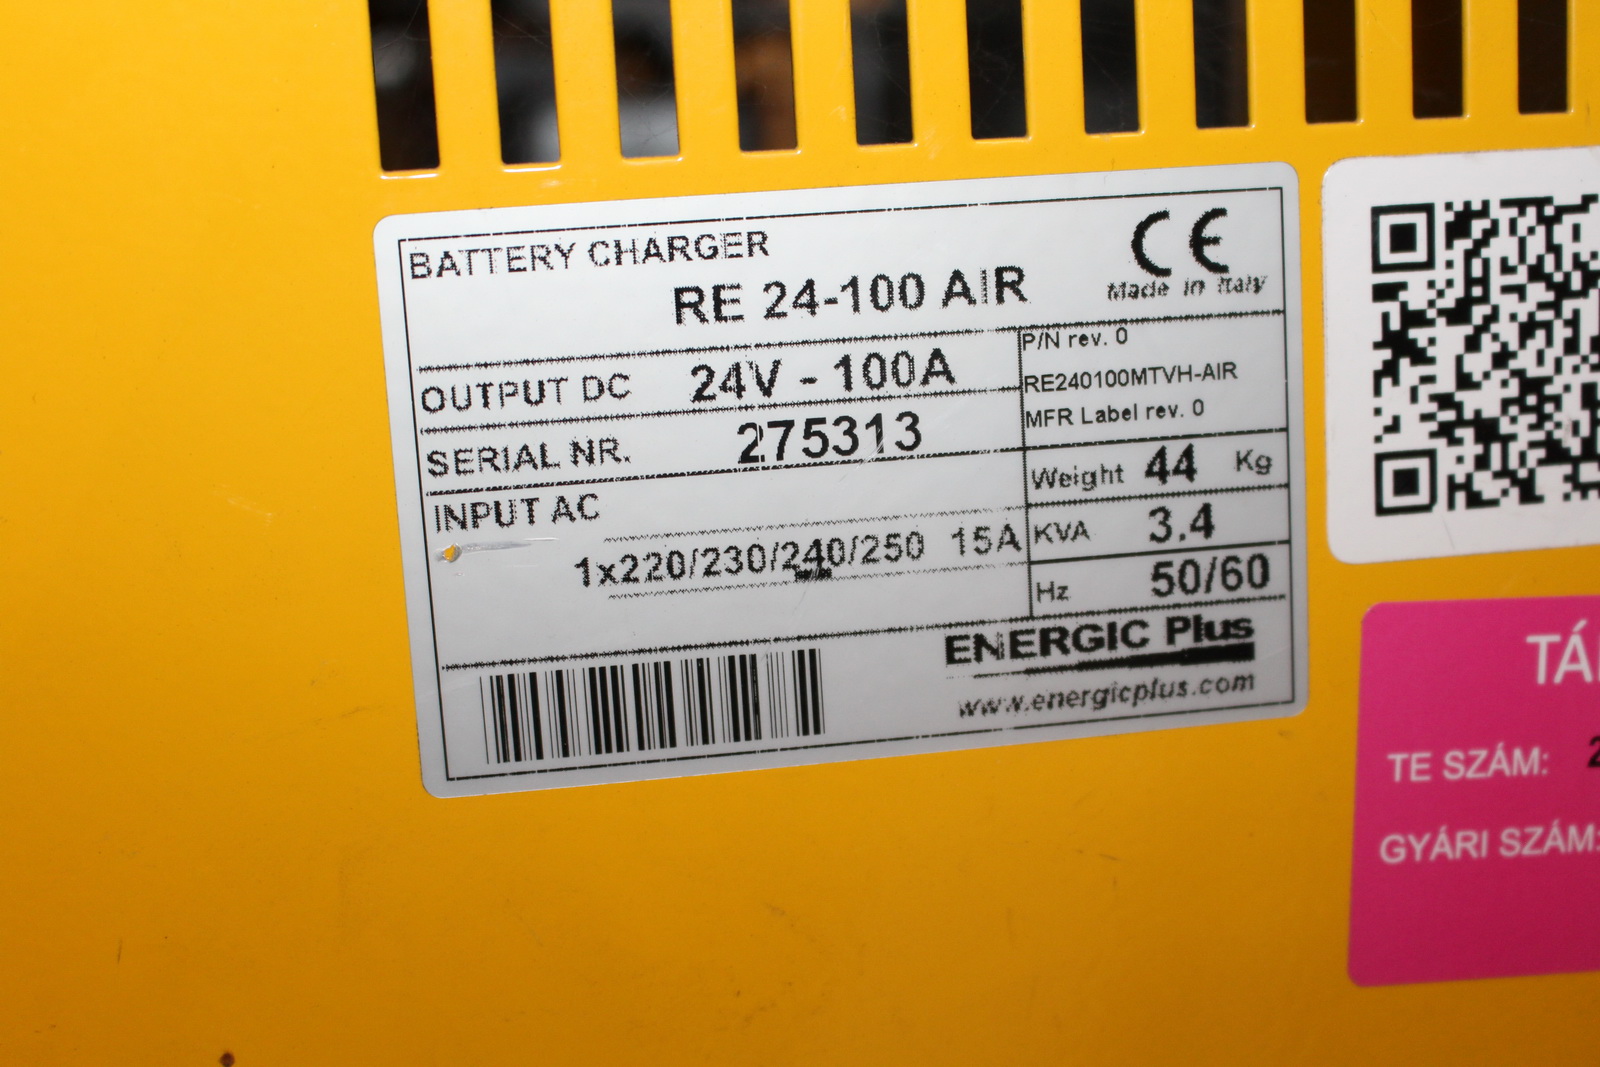 BATTERY CHARGER
CE
RE 24-100 AIR
Made in Italy
OUTPUT DC 24V - 100A
P/N rev. 0
RE240100MTVH-AIR
MFR Label rev. 0
SERIAL NR. 275313
Weight 44 Kg
INPUT AC
1x220/230/240/250 15A
KVA 3.4
Hz 50/60
ENERGIC Plus
www.energicplus.com
TE SZÁM:
GYÁRI SZÁM: